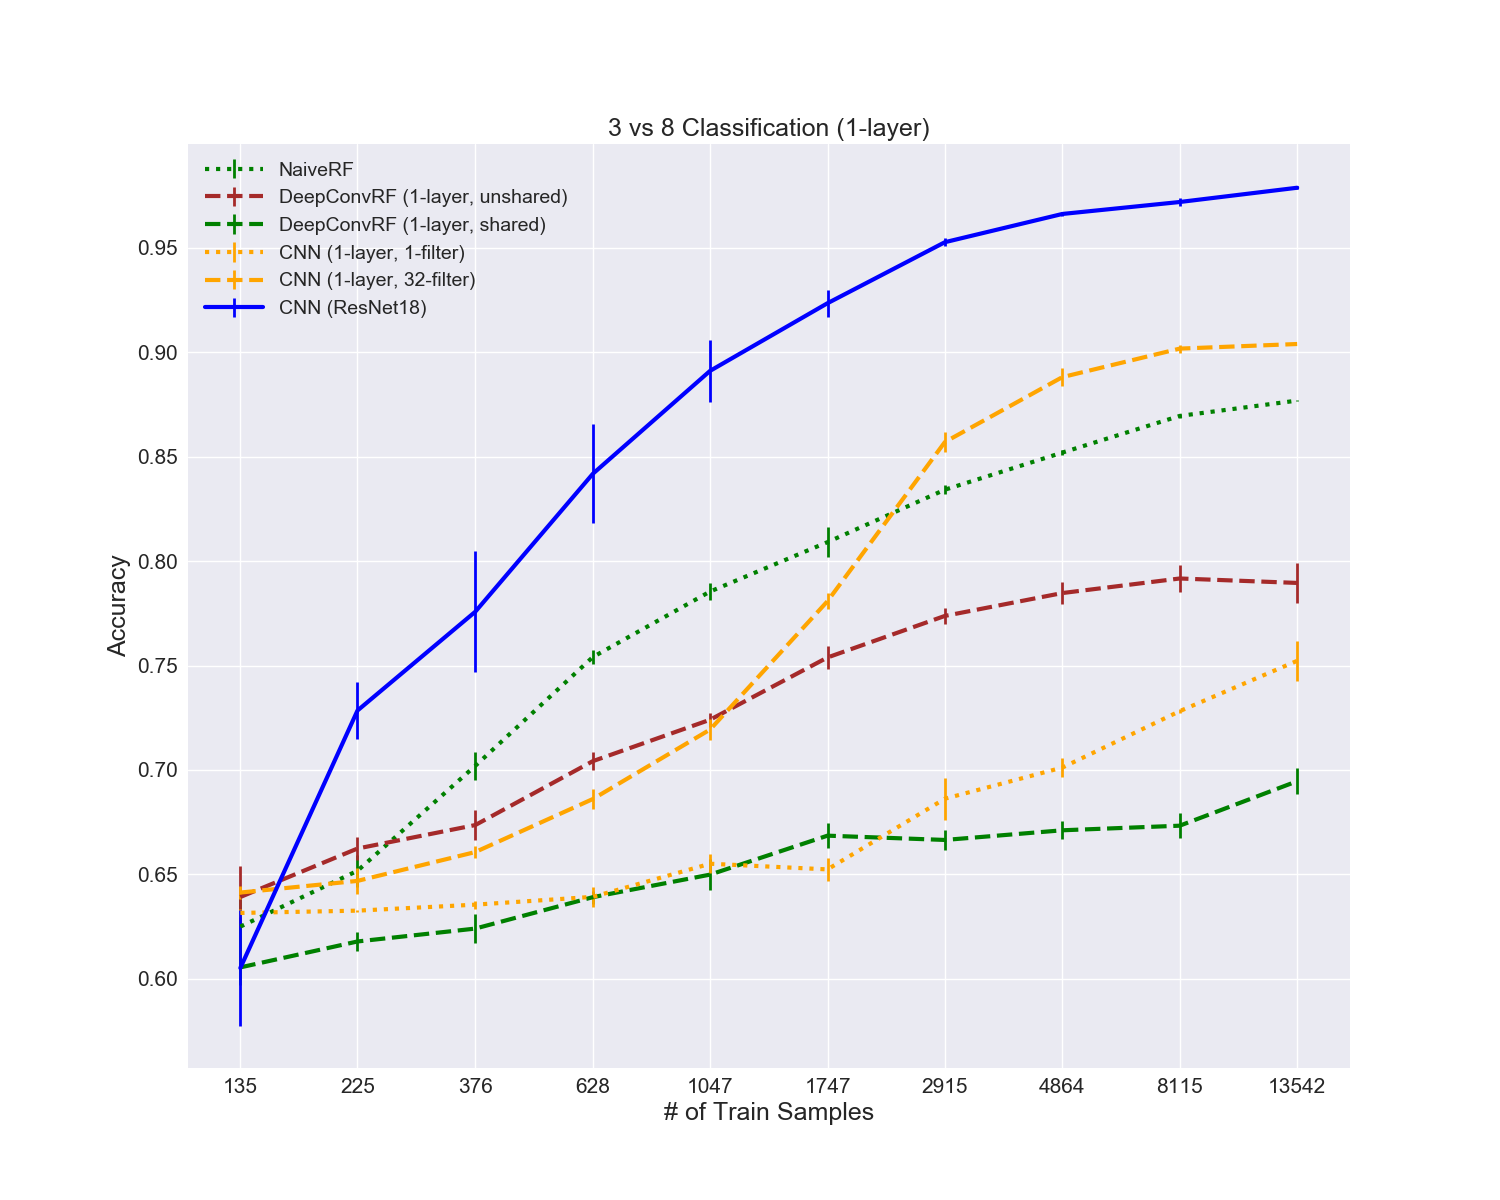 3 vs 8 Classification (1-layer)
NaiveRF
DeepConvRF (1-layer, unshared)
DeepConvRF (1-layer, shared)
CNN (1-layer, 1-filter)
CNN (1-layer, 32-filter)
CNN (ResNet18)
Accuracy
0.95
0.90
0.85
0.80
0.75
0.70
0.65
0.60
135 225 376 628 1047 1747 2915 4864 8115 13542
# of Train Samples